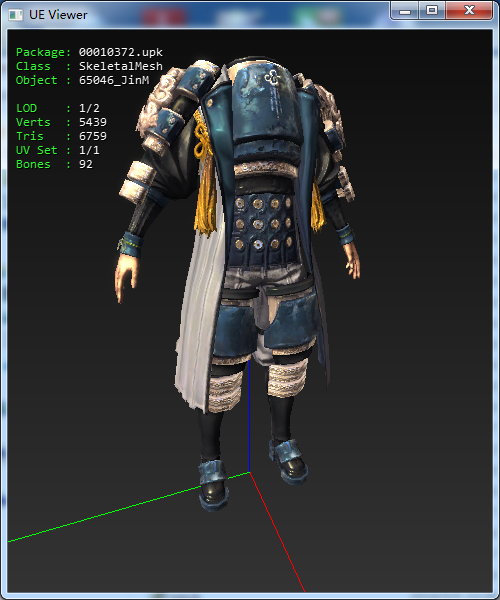 UE Viewer
Package: 00010372.upk
Class : SkeletalMesh
Object : 65046_JinM
LOD : 1/2
Verts : 5439
Tris : 6759
UV Set : 1/1
Bones : 92